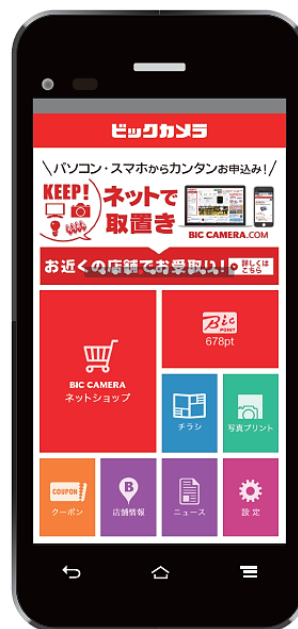 ビックカメラ
パソコン・スマホからカンタンお申込み!
KEEP!
ネットで
取置き
BIC CAMERA.COM
お近くの店舗でお受取り!
詳しくは
こちら
BIC CAMERA
ネットショップ
Bic
POINT
678pt
チラシ
写真プリント
COUPON
クーポン
B
店舗情報
ニュース
設定